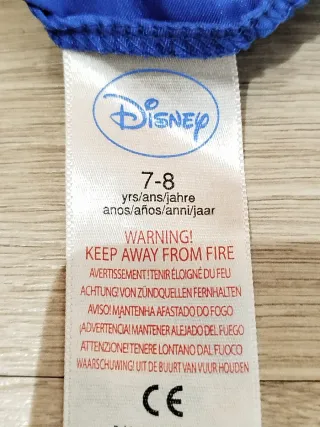 Disney
7-8
yrs/ans/jahre
anos/años/anni/jaar
WARNING!
KEEP AWAY FROM FIRE
AVERTISSEMENT! TENIR ÉLOIGNÉ DU FEU
ACHTUNG! VON ZÜNDQUELLEN FERNHALTEN
AVISO! MANTENHA AFASTADO DO FOGO
¡ADVERTENCIA! MANTENER ALEJADO DEL FUEGO
ATTENZIONE! TENERE LONTANO DAL FUOCO
WAARSCHUWING! UIT DE BUURT VAN VUUR HOUDEN
CE